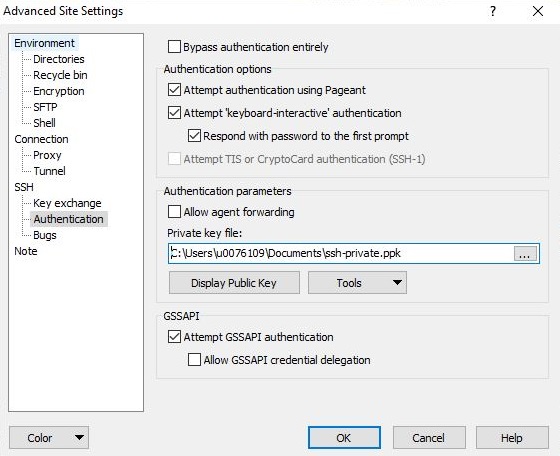 Advanced Site Settings
? ×
Environment
Directories
Recycle bin
Encryption
SFTP
Shell
Connection
Proxy
Tunnel
SSH
Key exchange
Authentication
Bugs
Note
Bypass authentication entirely
Authentication options
Attempt authentication using Pageant
Attempt 'keyboard-interactive' authentication
Respond with password to the first prompt
Attempt TIS or CryptoCard authentication (SSH-1)
Authentication parameters
Allow agent forwarding
Private key file:
C:\Users\u0076109\Documents\ssh-private.ppk
...
Display Public Key
Tools
GSSAPI
Attempt GSSAPI authentication
Allow GSSAPI credential delegation
Color
OK
Cancel
Help